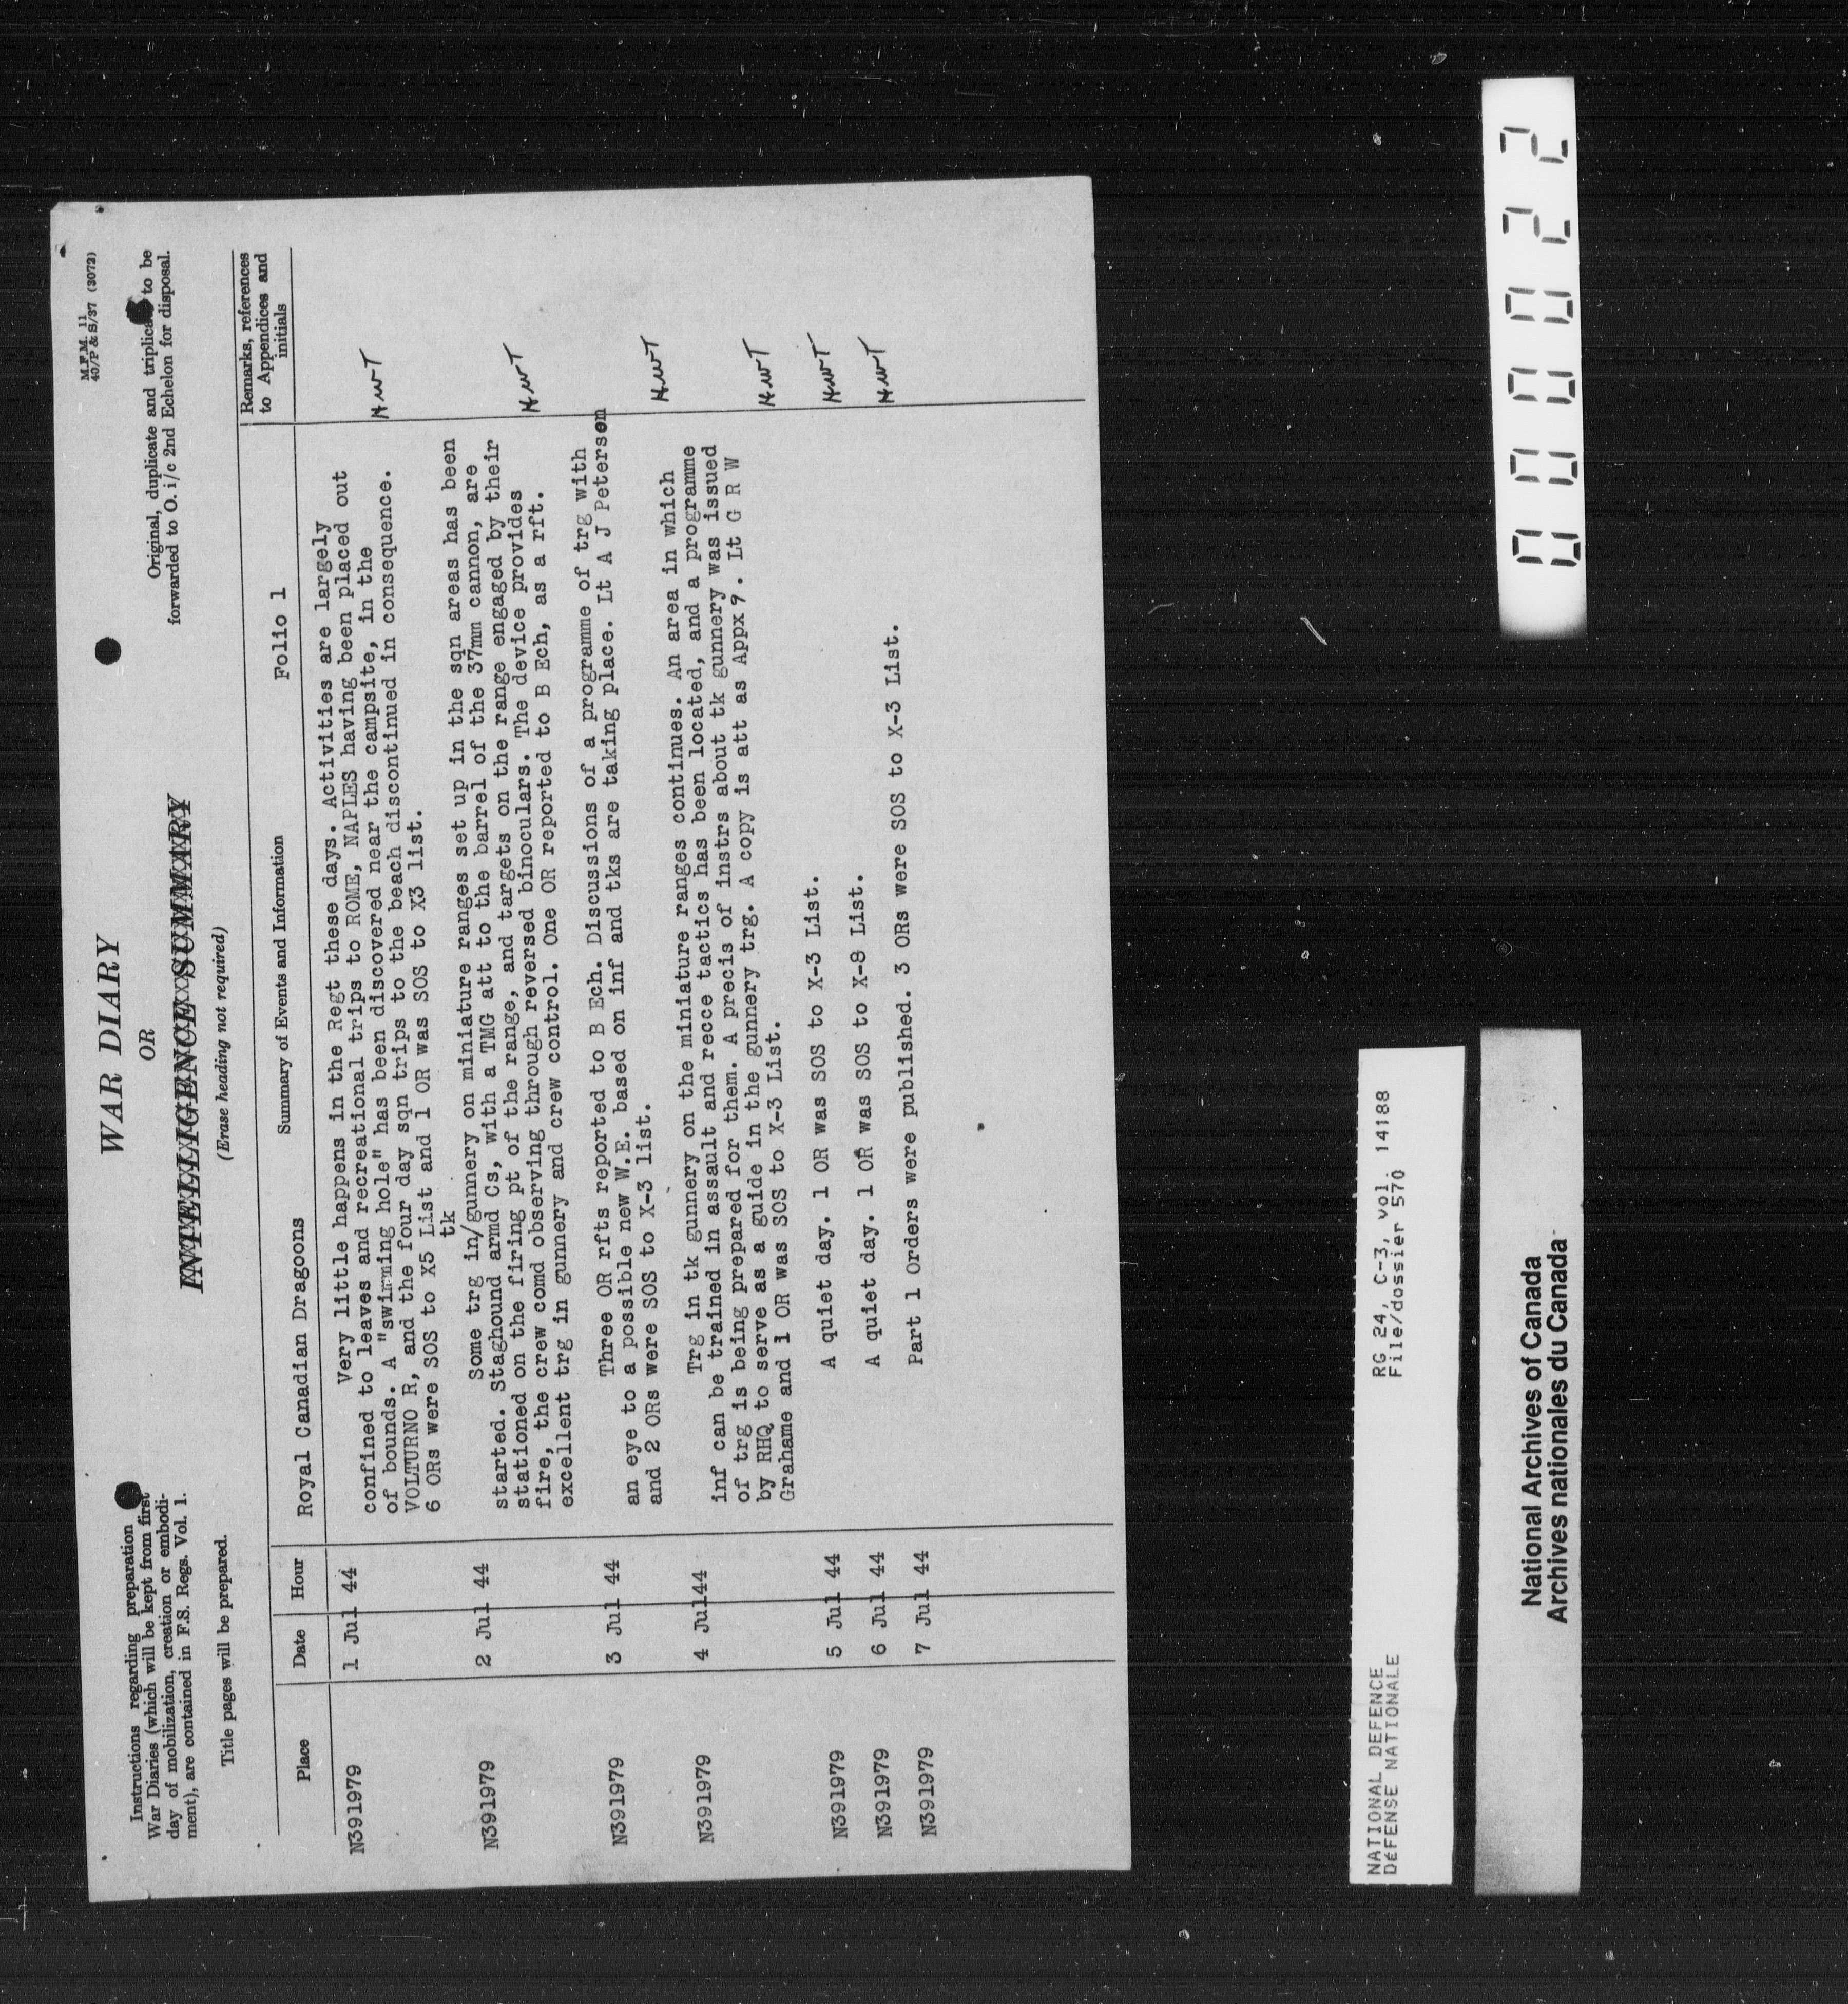 M.F.M. 11
40/P & S/37 (3072)
Instructions regarding preparation
War Diaries (which will be kept from first
day of mobilization, creation or embodi-
ment), are contained in F.S. Regs. Vol. 1.
Title pages will be prepared.
WAR DIARY
OR
INTELLIGENCE SUMMARY
(Erase heading not required)
Original, duplicate and triplicate to be
forwarded to O. i/c 2nd Echelon for disposal.
Place Date Hour Summary of Events and Information Folio 1 Remarks, references
to Appendices and
initials
Royal Canadian Dragoons
N391979 1 Jul 44 Very little happens in the Regt these days. Activities are largely
confined to leaves and recreational trips to ROME, NAPLES having been placed out
of bounds. A "swimming hole" has been discovered near the campsite, in the
VOLTURNO R, and the four day sqn trips to the beach discontinued in consequence.
6 ORs were SOS to X5 List and 1 OR was SOS to X3 list. HWT
tk
N391979 2 Jul 44 Some trg in/gunnery on miniature ranges set up in the sqn areas has been
started. Staghound armd Cs, with a TMG att to the barrel of the 37mm cannon, are
stationed on the firing pt of the range, and targets on the range engaged by their
fire, the crew comd observing through reversed binoculars. The device provides
excellent trg in gunnery and crew control. One OR reported to B Ech, as a rft. HWT
N391979 3 Jul 44 Three OR rfts reported to B Ech. Discussions of a programme of trg with
an eye to a possible new W.E. based on inf and tks are taking place. Lt A J Peterson
and 2 ORs were SOS to X-3 list. HWT
N391979 4 Jul44 Trg in tk gunnery on the miniature ranges continues. An area in which
inf can be trained in assault and recce tactics has been located, and a programme
of trg is being prepared for them. A precis of instrs about tk gunnery was issued
by RHQ to serve as a guide in the gunnery trg. A copy is att as Appx 7. Lt G R W
Grahame and 1 OR was SOS to X-3 List. HWT
N391979 5 Jul 44 A quiet day. 1 OR was SOS to X-3 List. HWT
N391979 6 Jul 44 A quiet day. 1 OR was SOS to X-8 List. HWT
N391979 7 Jul 44 Part 1 Orders were published. 3 ORs were SOS to X-3 List.
NATIONAL DEFENCE RG 24, C-3, vol. 14188
DÉFENSE NATIONALE File/dossier 570
National Archives of Canada
Archives nationales du Canada
000022